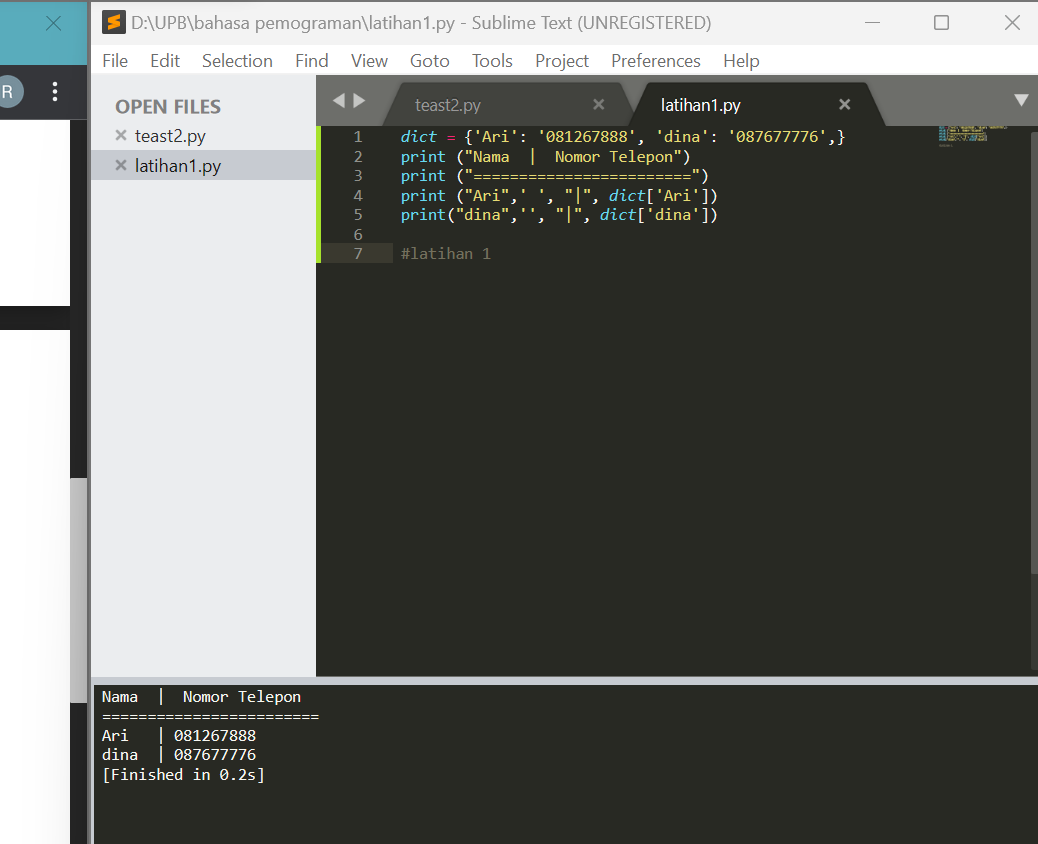 D:\UPB\bahasa pemograman\latihan1.py - Sublime Text (UNREGISTERED)
File Edit Selection Find View Goto Tools Project Preferences Help
R
OPEN FILES
teast2.py
latihan1.py
teast2.py
latihan1.py
1 dict = {'Ari': '081267888', 'dina': '087677776',}
2 print ("Nama  |  Nomor Telepon")
3 print ("========================")
4 print ("Ari",' ', "|", dict['Ari'])
5 print("dina",'', "|", dict['dina'])
6
7 #latihan 1
Nama  |  Nomor Telepon
========================
Ari   | 081267888
dina  | 087677776
[Finished in 0.2s]